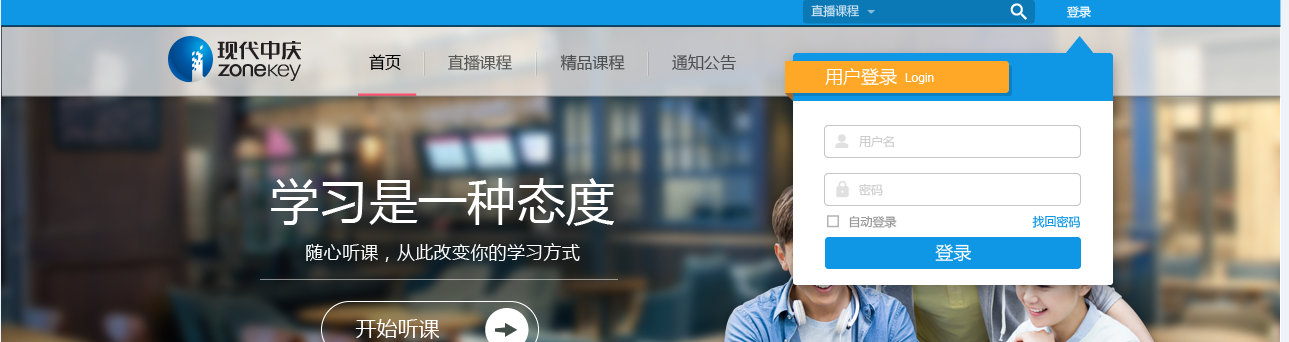 直播课程 登录
现代中庆
zonekey
首页 直播课程 精品课程 通知公告
用户登录 Login
用户名
密码
自动登录 找回密码
登录
学习是一种态度
随心听课，从此改变你的学习方式
开始听课